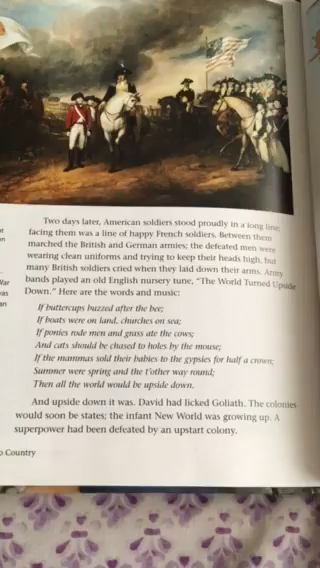 Two days later, American soldiers stood proudly in a long line;
facing them was a line of happy French soldiers. Between them
marched the British and German armies; the defeated men were
wearing clean uniforms and trying to keep their heads high, but
many British soldiers cried when they laid down their arms. Army
bands played an old English nursery tune, "The World Turned Upside
Down." Here are the words and music:
If buttercups buzzed after the bee;
If boats were on land, churches on sea;
If ponies rode men and grass ate the cows;
And cats should be chased to holes by the mouse;
If the mammas sold their babies to the gypsies for half a crown;
Summer were spring and the t'other way round;
Then all the world would be upside down.
And upside down it was. David had licked Goliath. The colonies
would soon be states; the infant New World was growing up. A
superpower had been defeated by an upstart colony.
Country